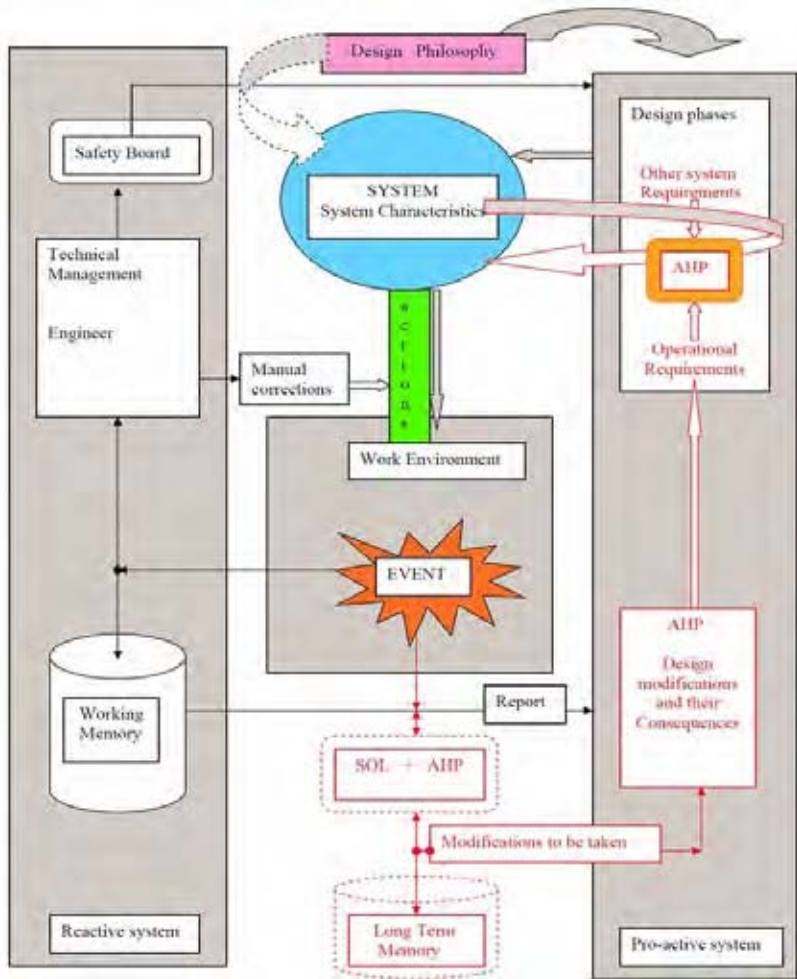 Design Philosophy
Safety Board
Design phases
Other system
Requirements
SYSTEM
System Characteristics
Technical
Management
Engineer
AHP
Operational
Requirements
Manual
corrections
Work Environment
EVENT
AHP
Design
modifications
and their
Consequences
Working
Memory
Report
SOL + AHP
Modifications to be taken
Long Term
Memory
Reactive system
Pro-active system